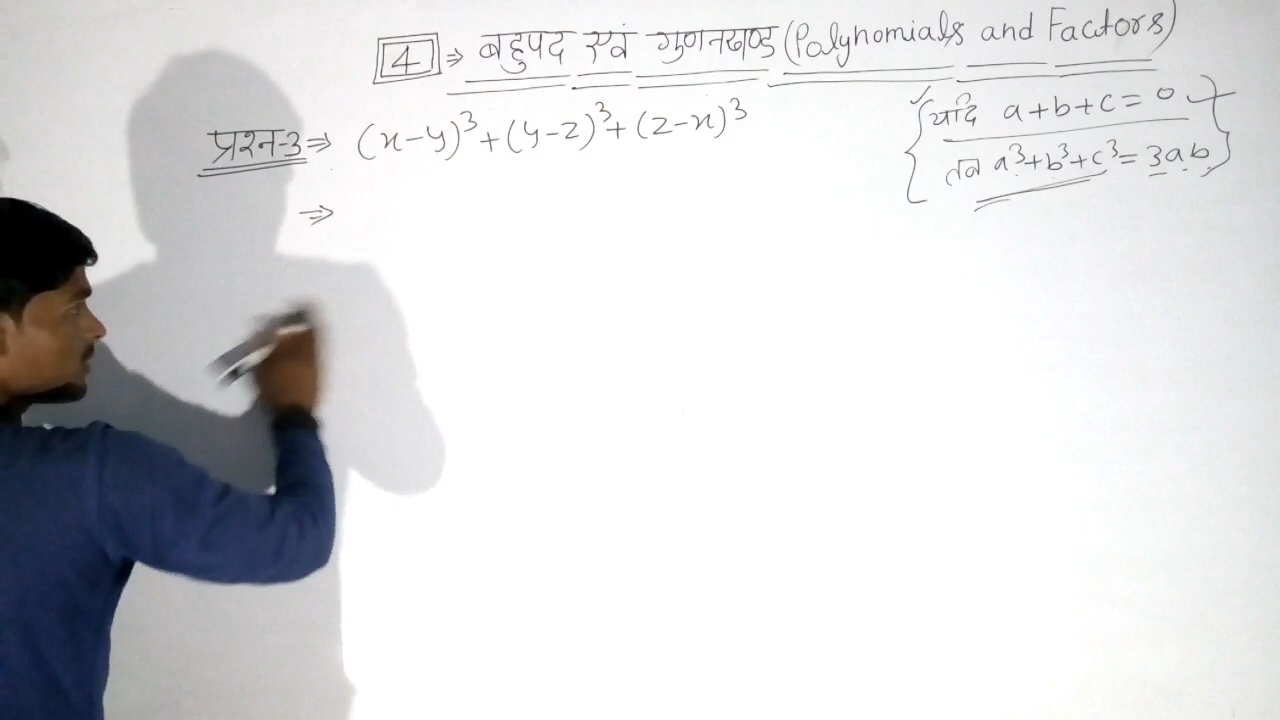 4 ⇒ बहुपद एवं गुणनखण्ड (Polynomials and Factors)
प्रश्न-3 ⇒ (x-y)³+(y-z)³+(z-x)³
{यदि a+b+c=0
तब a³+b³+c³=3ab}
⇒